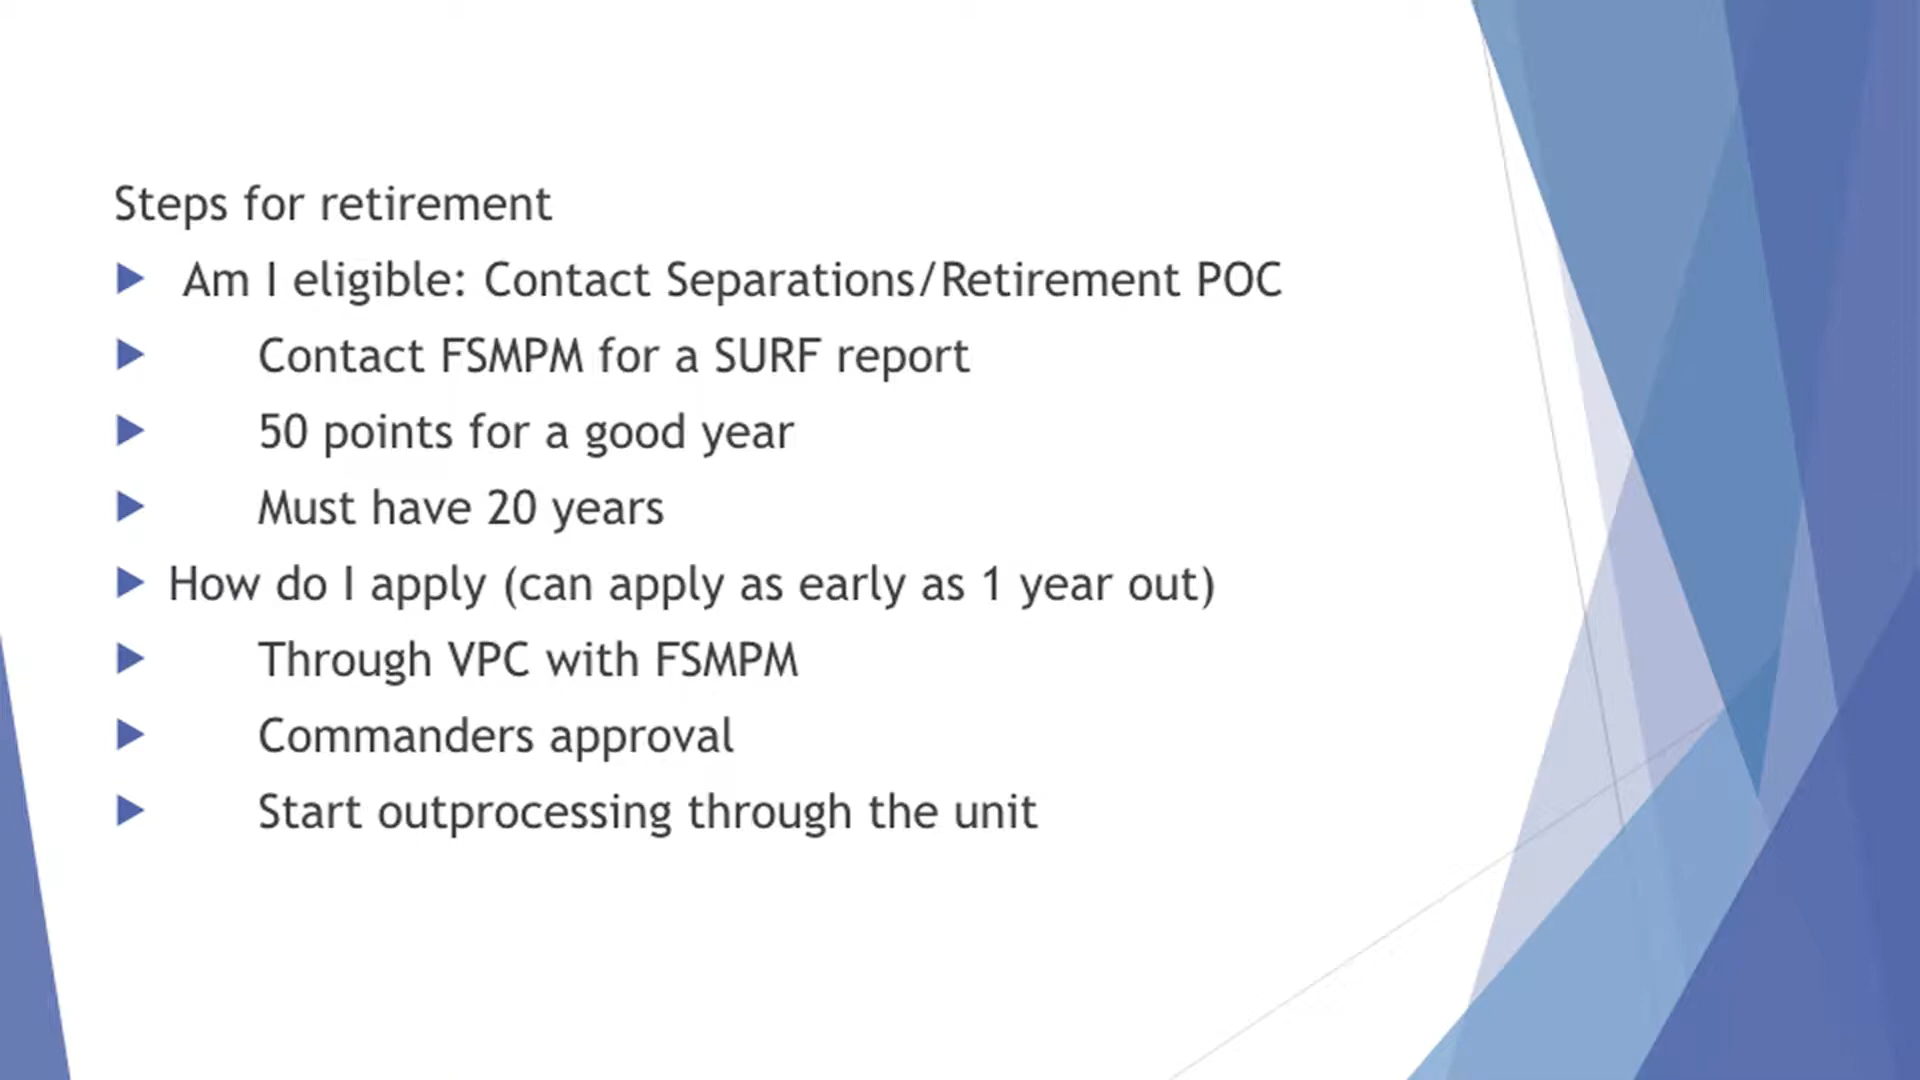 Steps for retirement
Am I eligible: Contact Separations/Retirement POC
Contact FSMPM for a SURF report
50 points for a good year
Must have 20 years
How do I apply (can apply as early as 1 year out)
Through VPC with FSMPM
Commanders approval
Start outprocessing through the unit